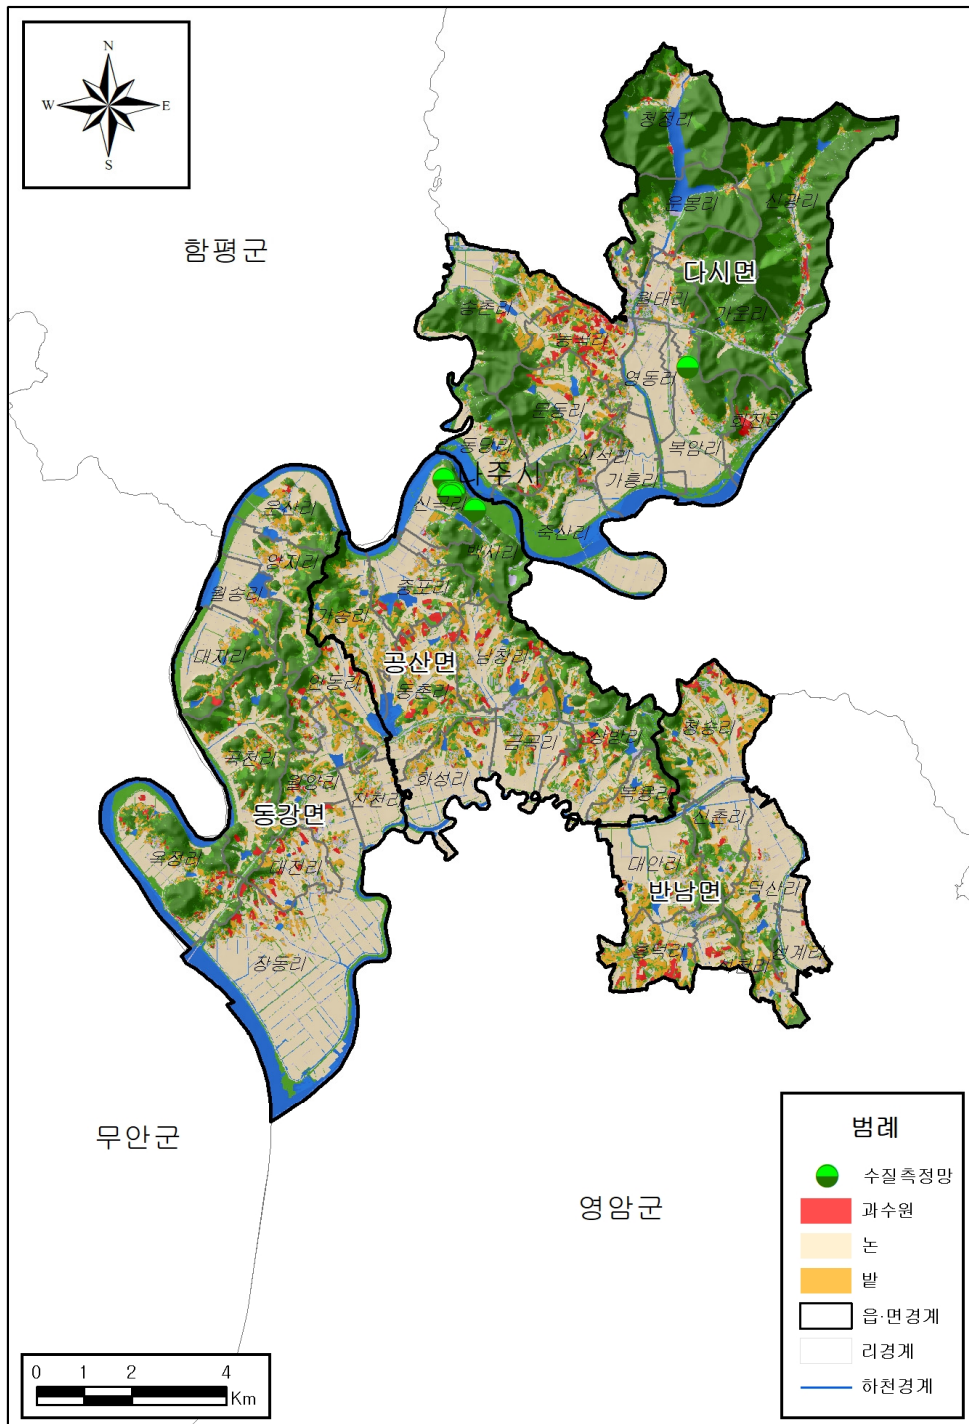 N
W
E
S
함평군
청정리
운봉리
신광리
다시면
송촌리
월태리
가운리
동곡리
영동리
문동리
회진리
동당리
신석리
복암리
나주시
가흥리
신곡리
죽산리
운산리
백사리
양지리
월송리
중포리
가송리
대지리
인동리
공산면
남창리
동촌리
청송리
상방리
금곡리
곡천리
월양리
화성리
복룡리
진천리
동강면
신촌리
옥정리
대전리
대안리
반남면
덕산리
장동리
흥덕리
성계리
무안군
영암군
범례
수질측정망
과수원
논
밭
읍·면경계
리경계
하천경계
0 1 2 4
Km